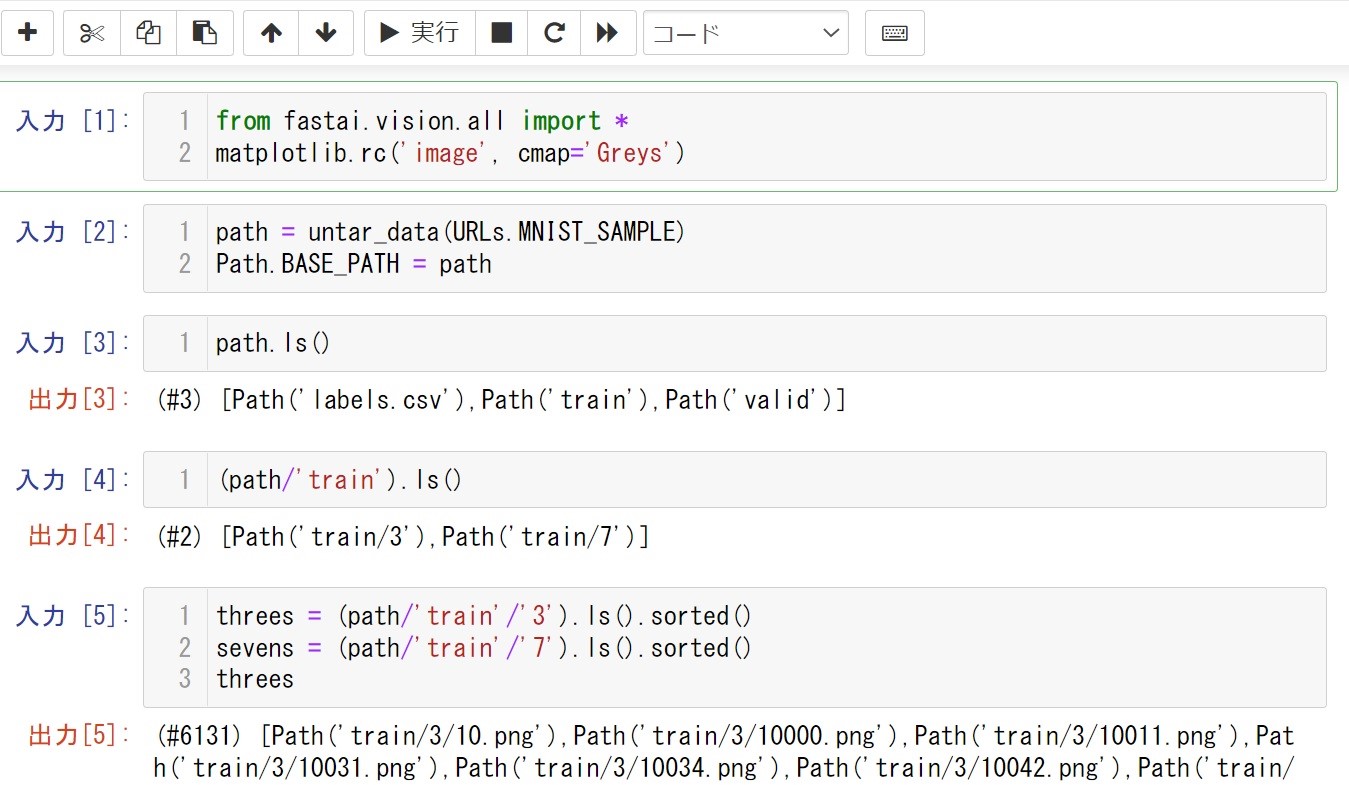 実行 コード
入力 [1]: 1 from fastai.vision.all import *
2 matplotlib.rc('image', cmap='Greys')
入力 [2]: 1 path = untar_data(URLs.MNIST_SAMPLE)
2 Path.BASE_PATH = path
入力 [3]: 1 path.ls()
出力[3]: (#3) [Path('labels.csv'),Path('train'),Path('valid')]
入力 [4]: 1 (path/'train').ls()
出力[4]: (#2) [Path('train/3'),Path('train/7')]
入力 [5]: 1 threes = (path/'train'/'3').ls().sorted()
2 sevens = (path/'train'/'7').ls().sorted()
3 threes
出力[5]: (#6131) [Path('train/3/10.png'),Path('train/3/10000.png'),Path('train/3/10011.png'),Pat
h('train/3/10031.png'),Path('train/3/10034.png'),Path('train/3/10042.png'),Path('train/